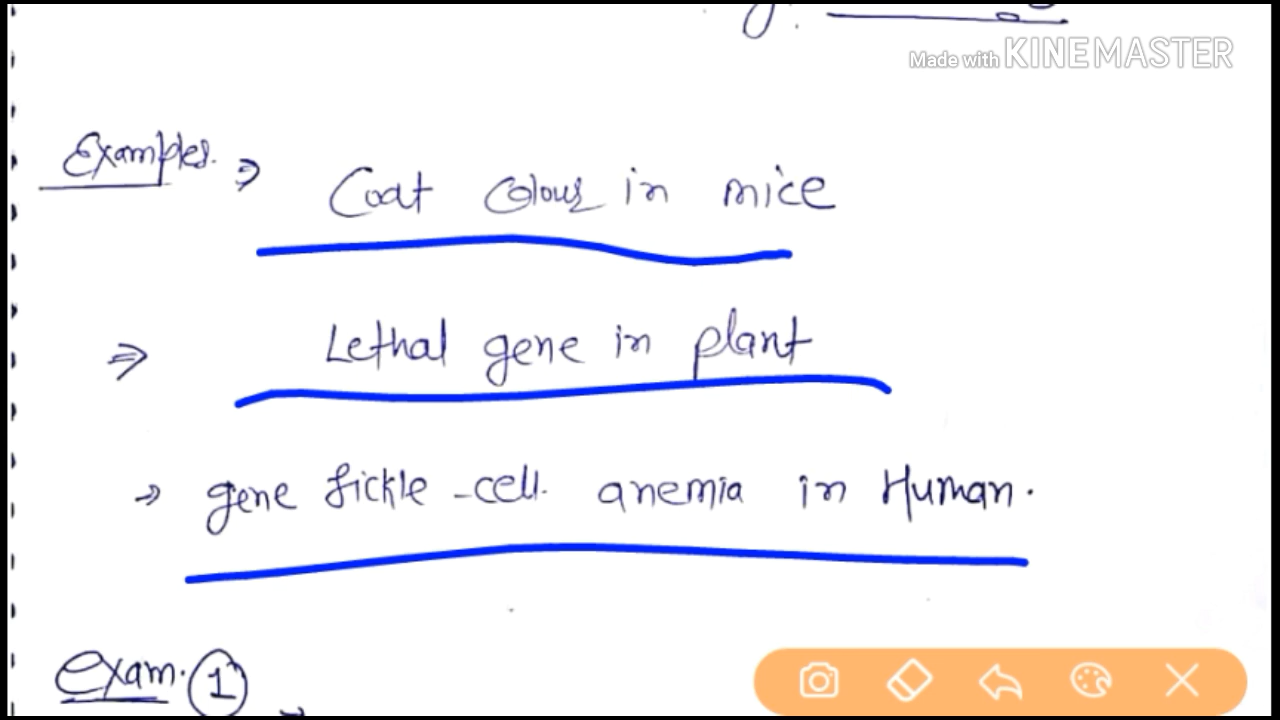 Made with KINEMASTER
Examples. ⇒ Coat Colour in mice
⇒ Lethal gene in plant
→ gene Sickle-cell. anemia in Human.
Exam. 1